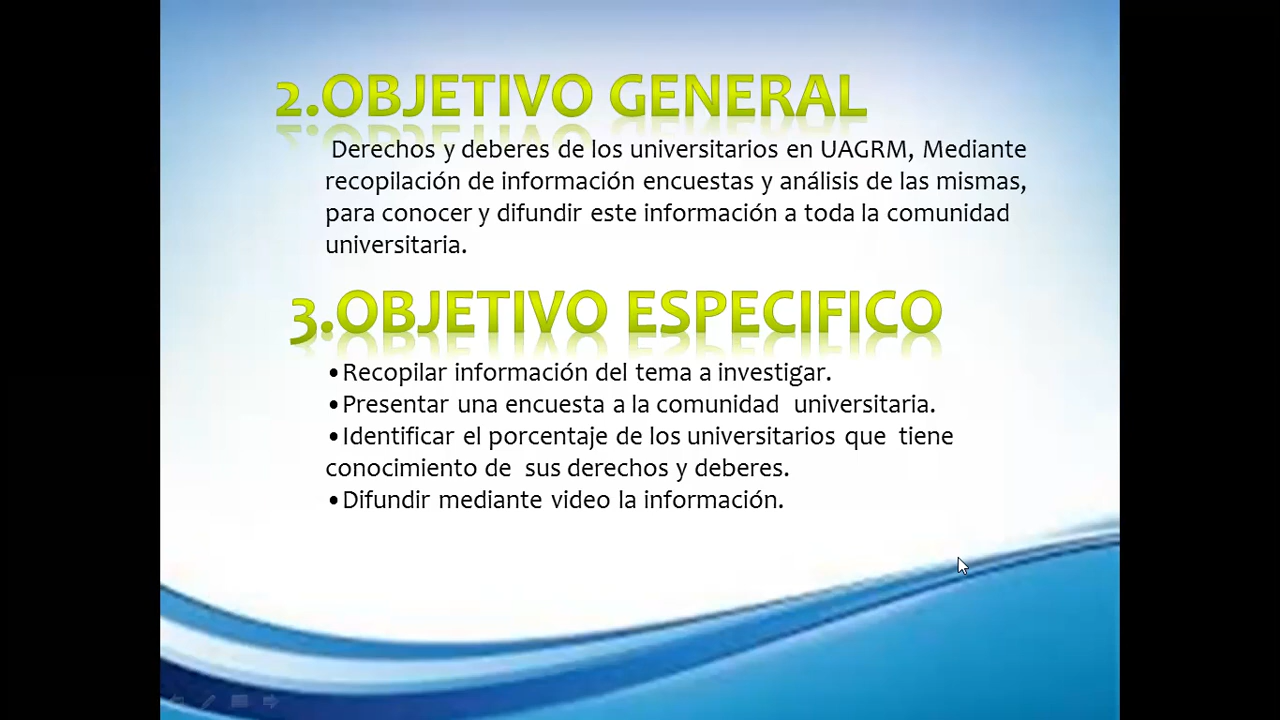 2.OBJETIVO GENERAL
Derechos y deberes de los universitarios en UAGRM, Mediante
recopilación de información encuestas y análisis de las mismas,
para conocer y difundir este información a toda la comunidad
universitaria.
3.OBJETIVO ESPECIFICO
•Recopilar información del tema a investigar.
•Presentar una encuesta a la comunidad universitaria.
•Identificar el porcentaje de los universitarios que tiene
conocimiento de sus derechos y deberes.
•Difundir mediante video la información.